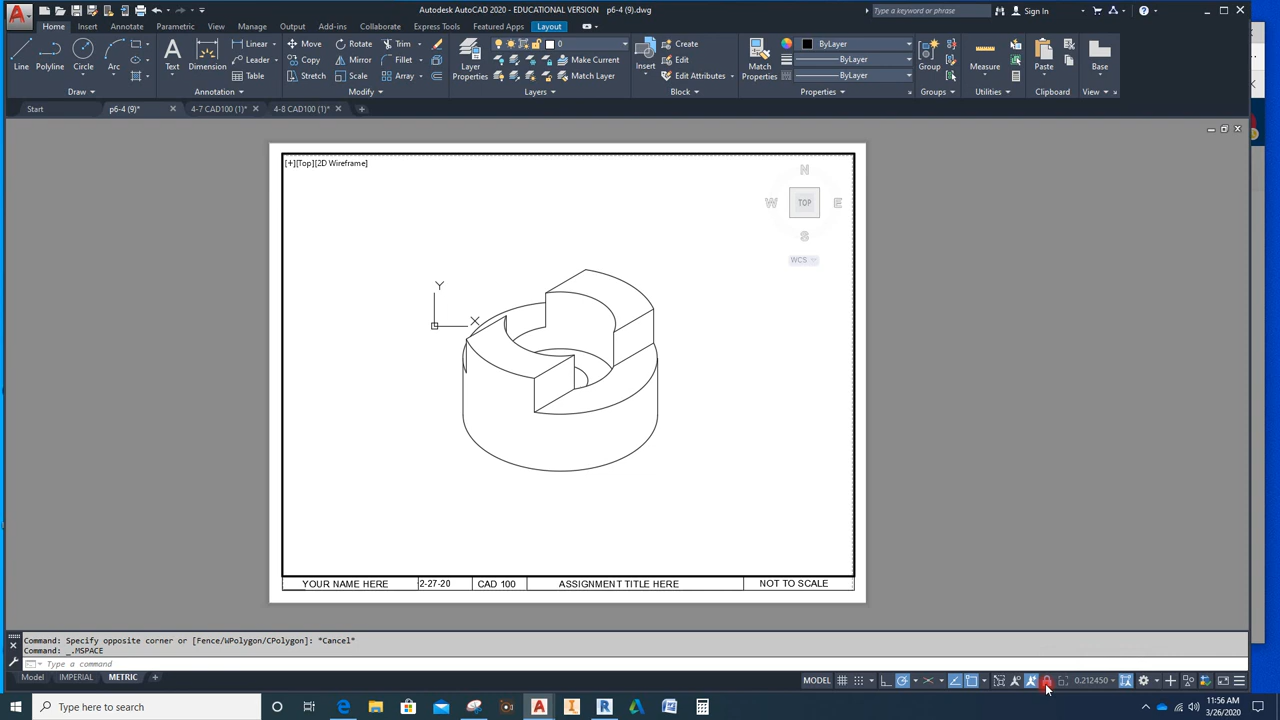 Autodesk AutoCAD 2020 - EDUCATIONAL VERSION p6-4 (9).dwg
Type a keyword or phrase
Sign In
Home Insert Annotate Parametric View Manage Output Add-ins Collaborate Express Tools Featured Apps Layout
Line Polyline Circle Arc
Draw
Move Rotate Trim
Copy Mirror Fillet
Stretch Scale Array
Modify
Text Dimension
Linear
Leader
Table
Annotation
Layer Properties
0
Make Current
Match Layer
Layers
Insert
Create
Edit
Edit Attributes
Block
Match Properties
ByLayer
ByLayer
ByLayer
Properties
Group
Groups
Measure
Utilities
Paste
Clipboard
Base
View
Start p6-4 (9)* 4-7 CAD100 (1)* 4-8 CAD100 (1)*
[+][Top][2D Wireframe]
N
W TOP E
S
WCS
Y
X
YOUR NAME HERE 2-27-20 CAD 100 ASSIGNMENT TITLE HERE NOT TO SCALE
Command: Specify opposite corner or [Fence/WPolygon/CPolygon]: *Cancel*
Command: _.MSPACE
Type a command
Model IMPERIAL METRIC
MODEL 0.212450
Type here to search
11:56 AM
3/26/2020